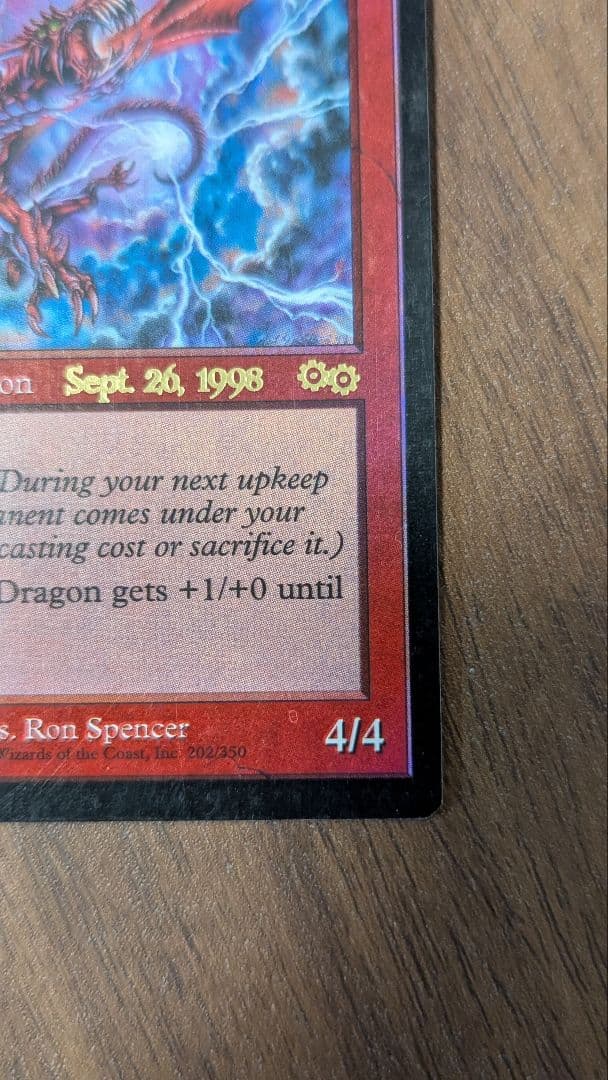 on Sept. 26, 1998
During your next upkeep
anent comes under your
casting cost or sacrifice it.)
Dragon gets +1/+0 until
s. Ron Spencer
4/4
Wizards of the Coast, Inc. 202/350